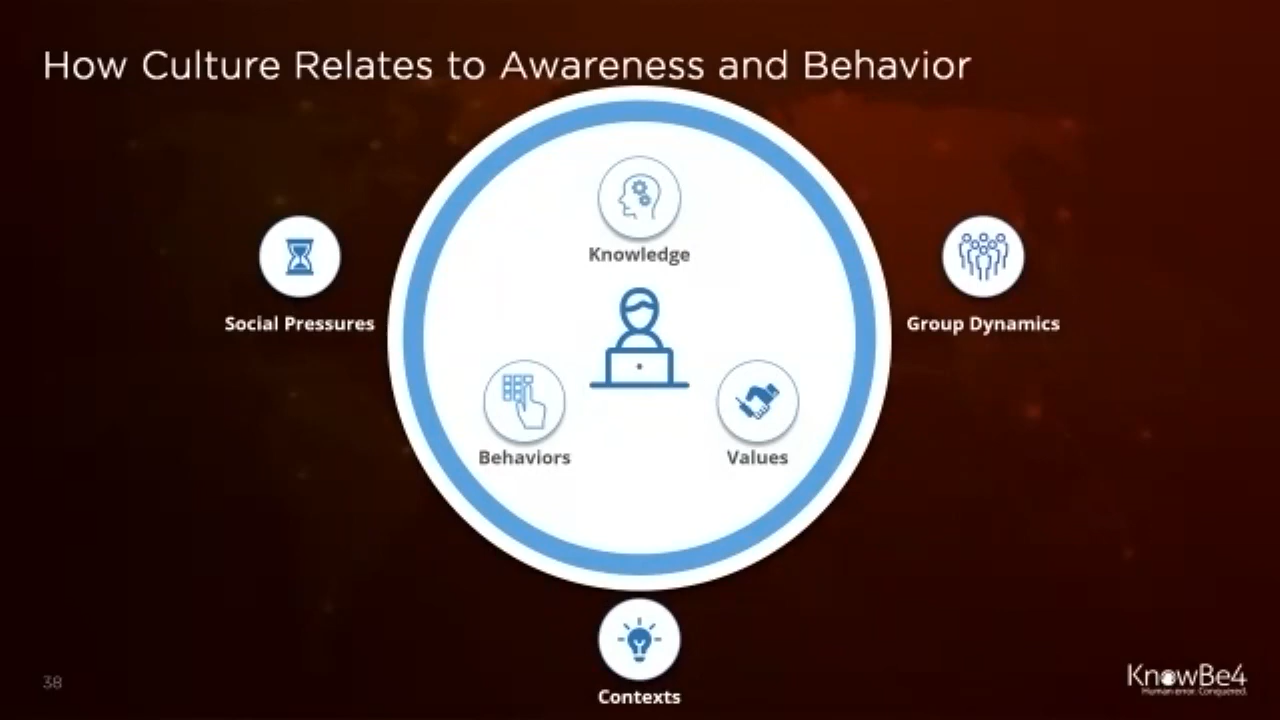 How Culture Relates to Awareness and Behavior
Knowledge
Social Pressures
Group Dynamics
Behaviors
Values
Contexts
38
KnowBe4
Human error. Conquered.